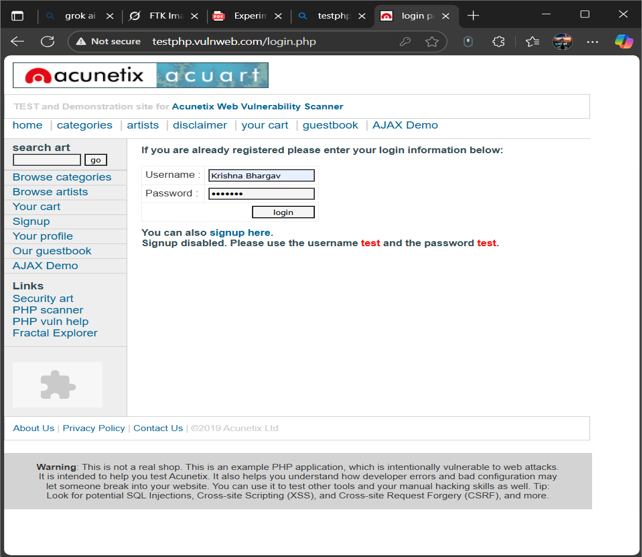 grok ai
FTK Ima
Experim
testphp
login p
Not secure testphp.vulnweb.com/login.php
acunetix acuart
TEST and Demonstration site for Acunetix Web Vulnerability Scanner
home | categories | artists | disclaimer | your cart | guestbook | AJAX Demo
search art
go
Browse categories
Browse artists
Your cart
Signup
Your profile
Our guestbook
AJAX Demo
Links
Security art
PHP scanner
PHP vuln help
Fractal Explorer
If you are already registered please enter your login information below:
Username : Krishna Bhargav
Password : •••••••
login
You can also signup here.
Signup disabled. Please use the username test and the password test.
About Us | Privacy Policy | Contact Us | ©2019 Acunetix Ltd
Warning: This is not a real shop. This is an example PHP application, which is intentionally vulnerable to web attacks.
It is intended to help you test Acunetix. It also helps you understand how developer errors and bad configuration may
let someone break into your website. You can use it to test other tools and your manual hacking skills as well. Tip:
Look for potential SQL Injections, Cross-site Scripting (XSS), and Cross-site Request Forgery (CSRF), and more.